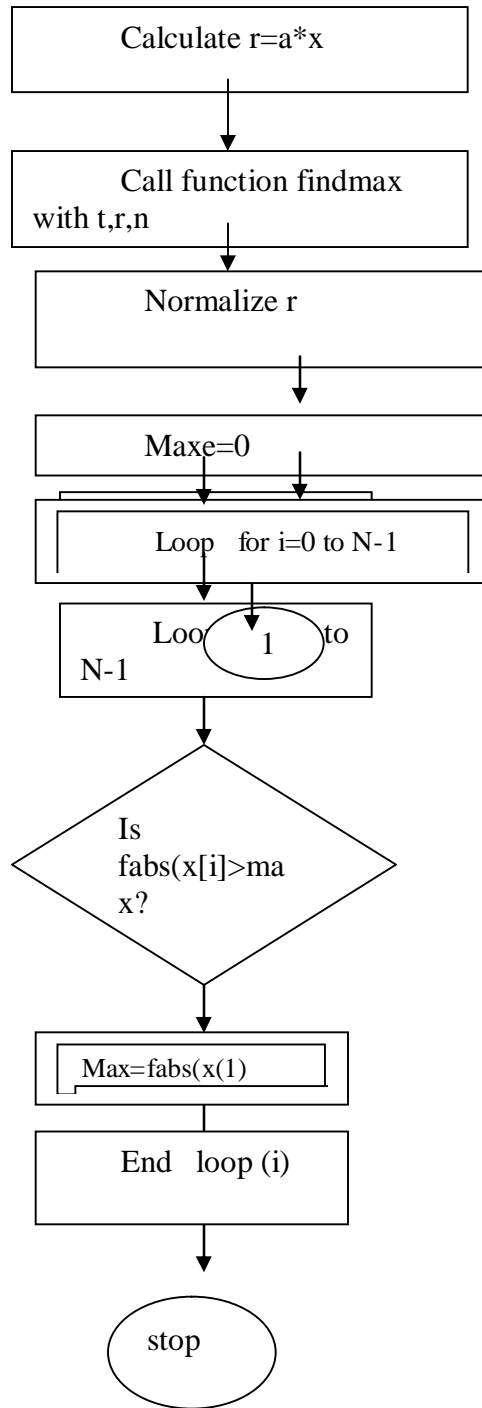 Calculate r=a*x
Call function findmax
with t,r,n
Normalize r
Maxe=0
Loop for i=0 to N-1
1 to
N-1
Is
fabs(x[i]>ma
x?
Max=fabs(x(1)
End loop (i)
stop